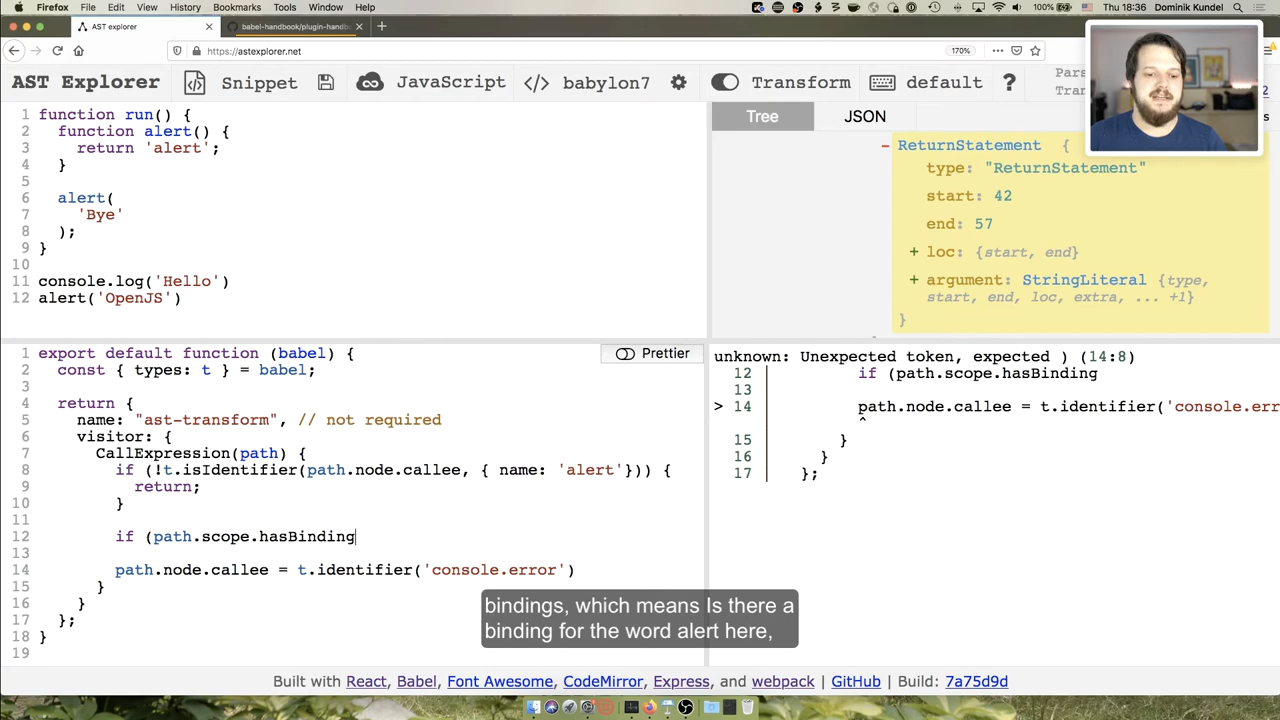 Firefox File Edit View History Bookmarks Tools Window Help 100% Thu 18:36 Dominik Kundel
AST explorer
babel-handbook/plugin-handb
https://astexplorer.net
170%
AST Explorer Snippet JavaScript </> babylon7 Transform default ?
1 function run() {
2 function alert() {
3 return 'alert';
4 }
5
6 alert(
7 'Bye'
8 );
9 }
10
11 console.log('Hello')
12 alert('OpenJS')
Tree JSON
- ReturnStatement {
type: "ReturnStatement"
start: 42
end: 57
+ loc: {start, end}
+ argument: StringLiteral {type,
start, end, loc, extra, ... +1}
}
Prettier
1 export default function (babel) {
2 const { types: t } = babel;
3
4 return {
5 name: "ast-transform", // not required
6 visitor: {
7 CallExpression(path) {
8 if (!t.isIdentifier(path.node.callee, { name: 'alert'})) {
9 return;
10 }
11
12 if (path.scope.hasBinding
13
14 path.node.callee = t.identifier('console.error')
15 }
16 }
17 };
18 }
19
unknown: Unexpected token, expected ) (14:8)
12 if (path.scope.hasBinding
13
> 14 path.node.callee = t.identifier('console.err
^
15 }
16 }
17 };
bindings, which means Is there a
binding for the word alert here,
Built with React, Babel, Font Awesome, CodeMirror, Express, and webpack | GitHub | Build: 7a75d9d